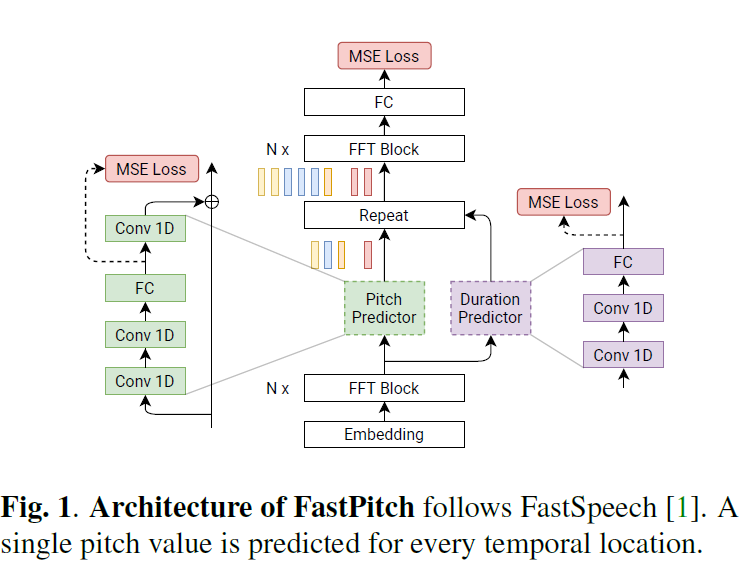 MSE Loss
FC
N x
FFT Block
MSE Loss
Conv 1D
FC
Conv 1D
Conv 1D
Repeat
Pitch
Predictor
Duration
Predictor
MSE Loss
FC
Conv 1D
Conv 1D
N x
FFT Block
Embedding
Fig. 1. Architecture of FastPitch follows FastSpeech [1]. A
single pitch value is predicted for every temporal location.